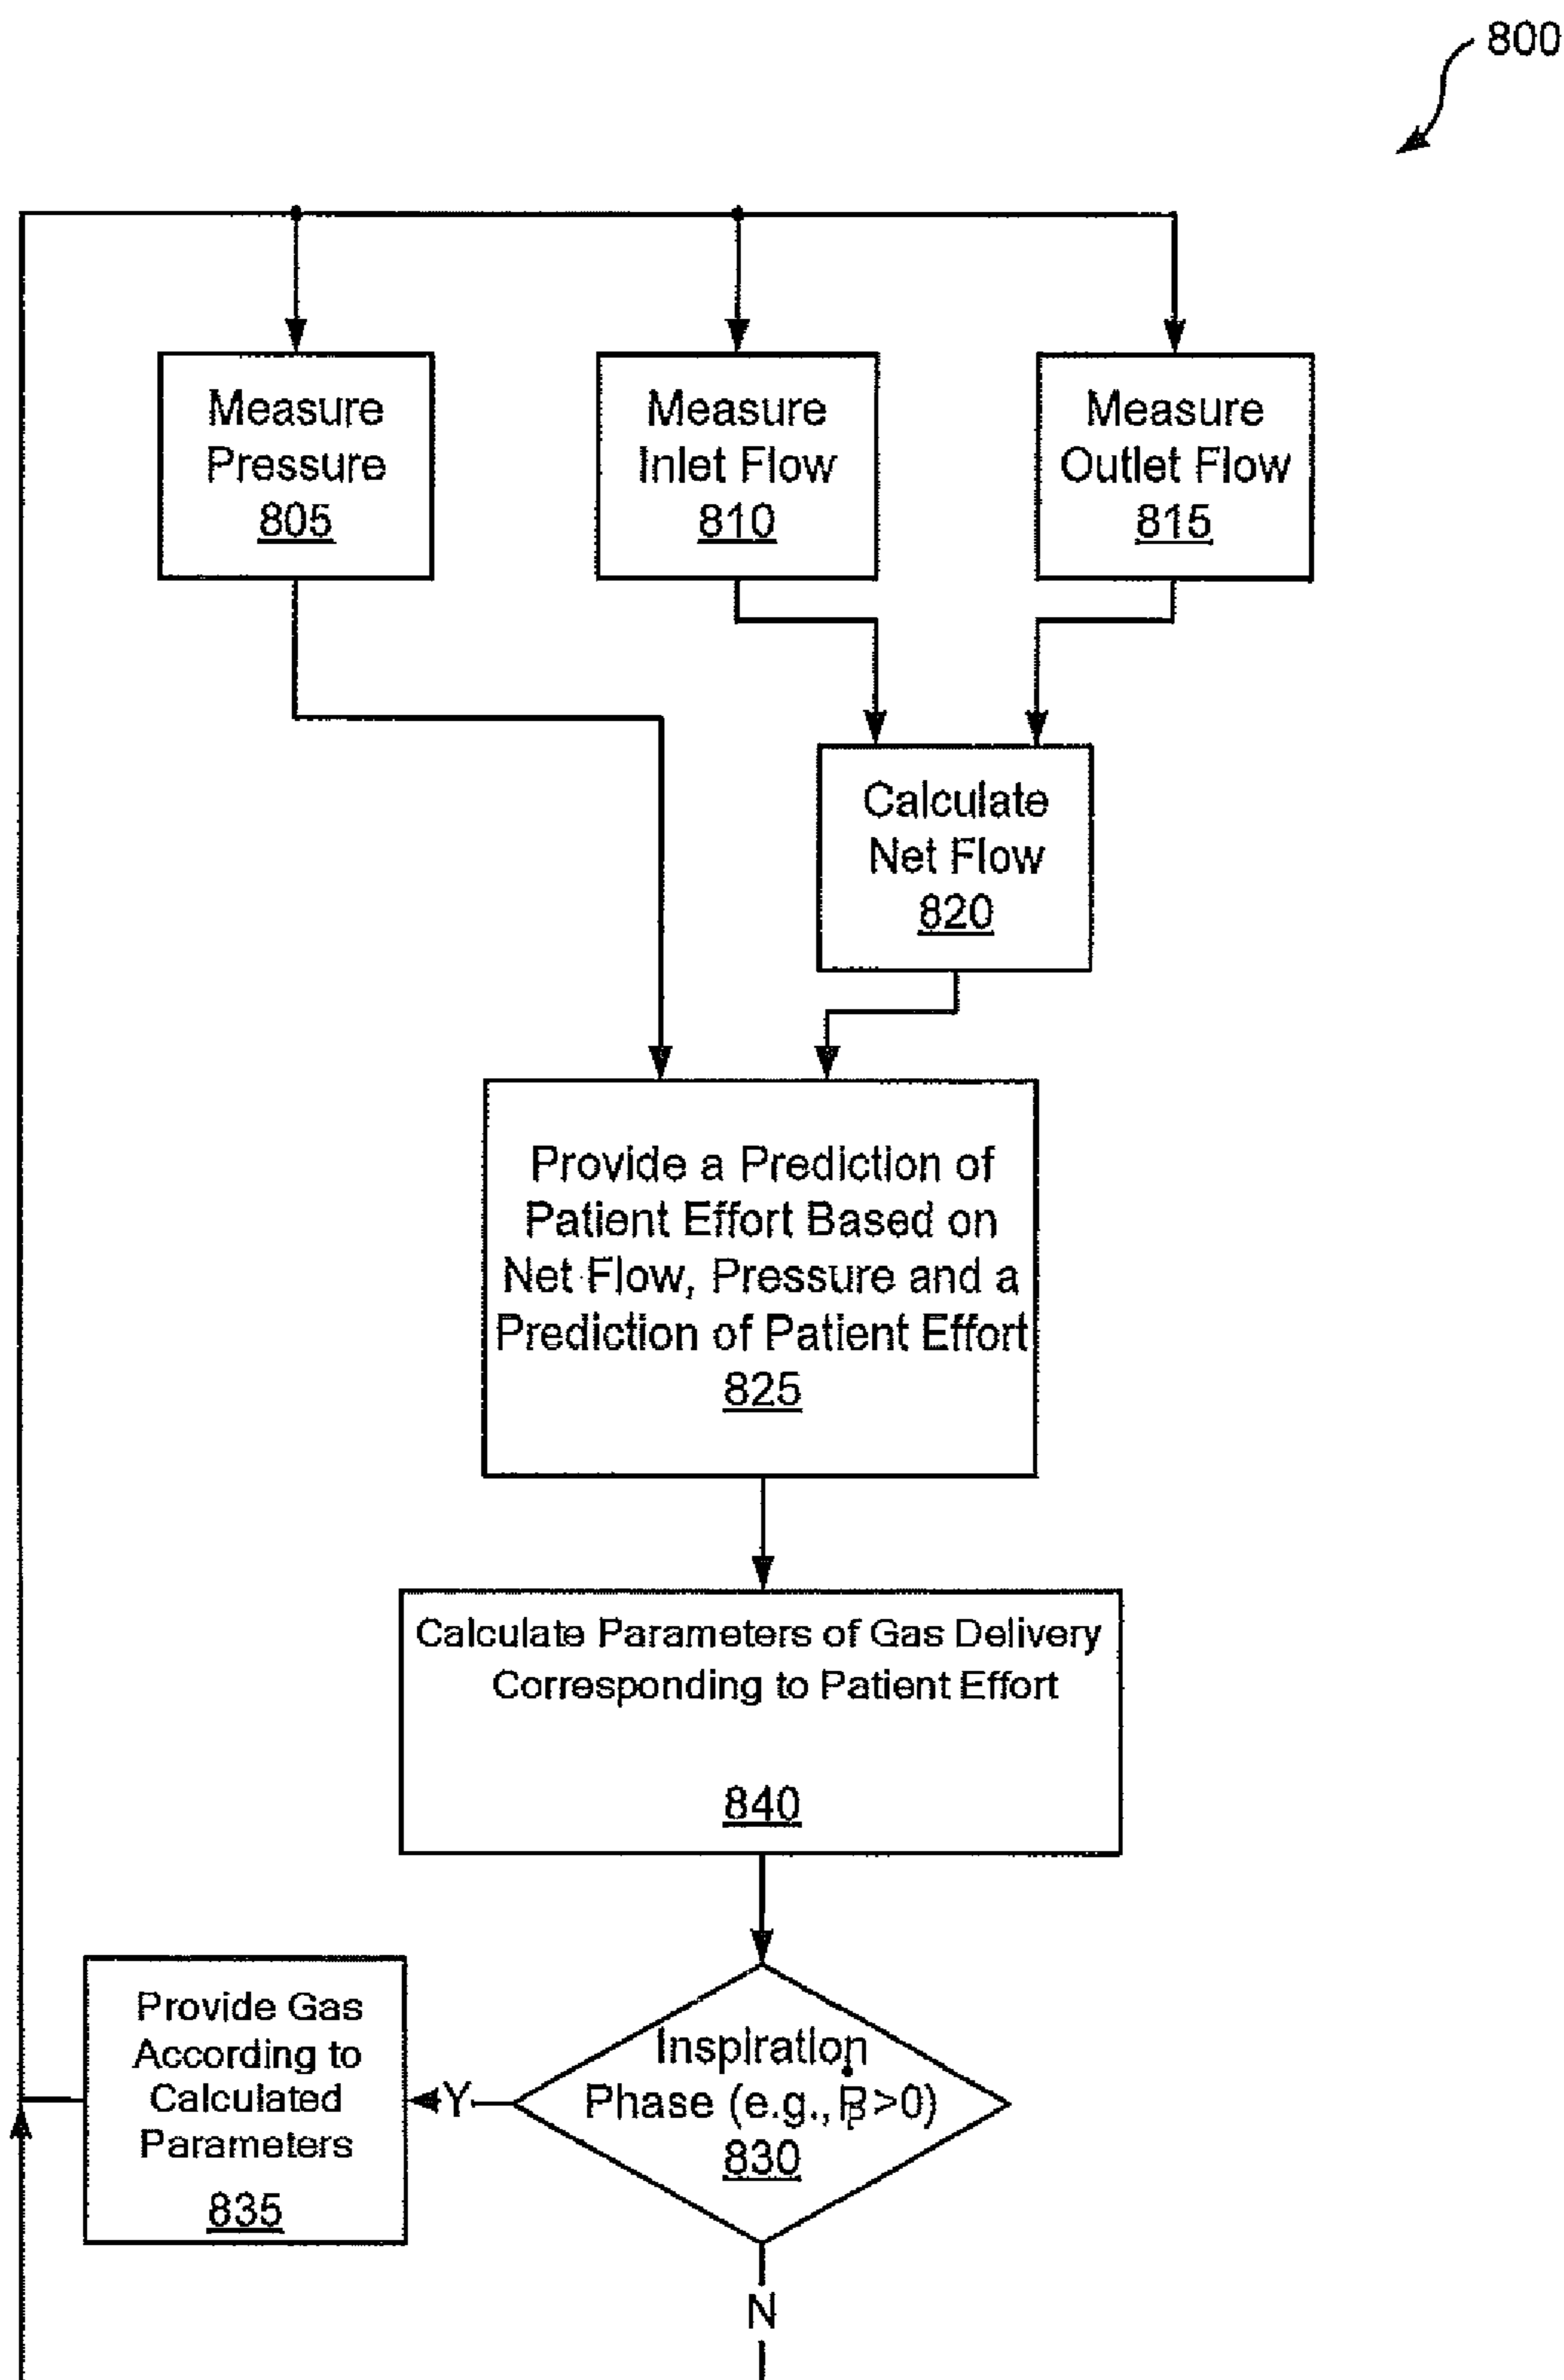 800
Measure
Pressure
805
Measure
Inlet Flow
810
Measure
Outlet Flow
815
Calculate
Net Flow
820
Provide a Prediction of
Patient Effort Based on
Net Flow, Pressure and a
Prediction of Patient Effort
825
Calculate Parameters of Gas Delivery
Corresponding to Patient Effort
840
Inspiration
Phase (e.g., >0)
830
Y
Provide Gas
According to
Calculated
Parameters
835
N